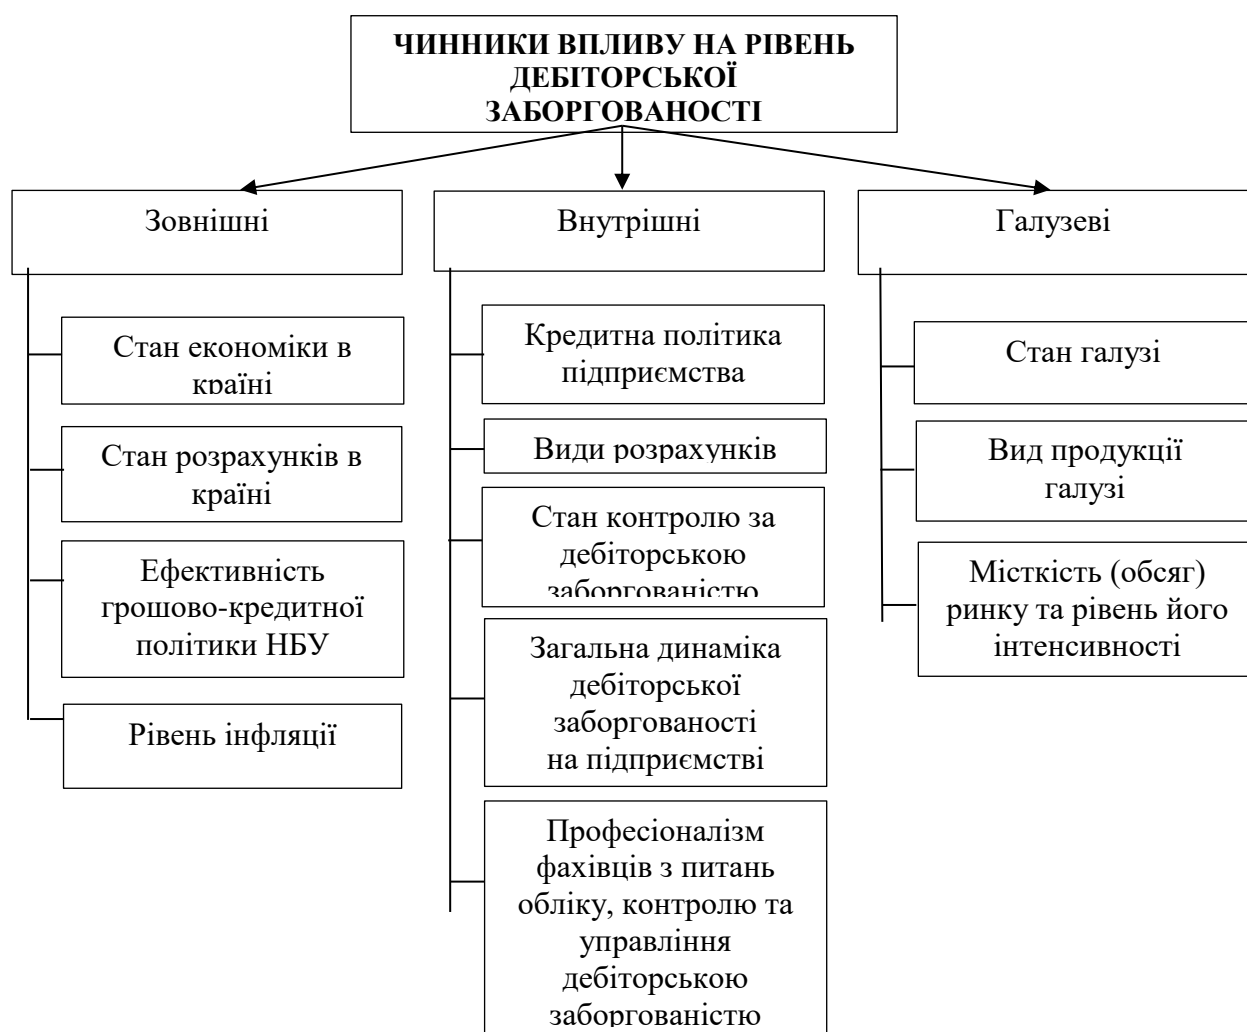 ЧИННИКИ ВПЛИВУ НА РІВЕНЬ
ДЕБІТОРСЬКОЇ
ЗАБОРГОВАНОСТІ
Зовнішні
Стан економіки в
країні
Стан розрахунків в
країні
Ефективність
грошово-кредитної
політики НБУ
Рівень інфляції
Внутрішні
Кредитна політика
підприємства
Види розрахунків
Стан контролю за
дебіторською
заборгованістю
Загальна динаміка
дебіторської
заборгованості
на підприємстві
Професіоналізм
фахівців з питань
обліку, контролю та
управління
дебіторською
заборгованістю
Галузеві
Стан галузі
Вид продукції
галузі
Місткість (обсяг)
ринку та рівень його
інтенсивності